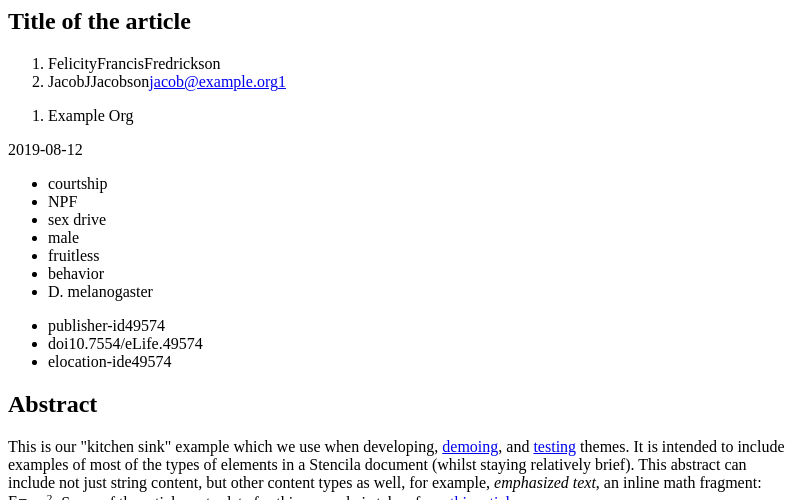 Title of the article
1. FelicityFrancisFredrickson
2. JacobJJacobsonjacob@example.org1
1. Example Org
2019-08-12
• courtship
• NPF
• sex drive
• male
• fruitless
• behavior
• D. melanogaster
• publisher-id49574
• doi10.7554/eLife.49574
• elocation-ide49574
Abstract
This is our "kitchen sink" example which we use when developing, demoing, and testing themes. It is intended to include
examples of most of the types of elements in a Stencila document (whilst staying relatively brief). This abstract can
include not just string content, but other content types as well, for example, emphasized text, an inline math fragment: